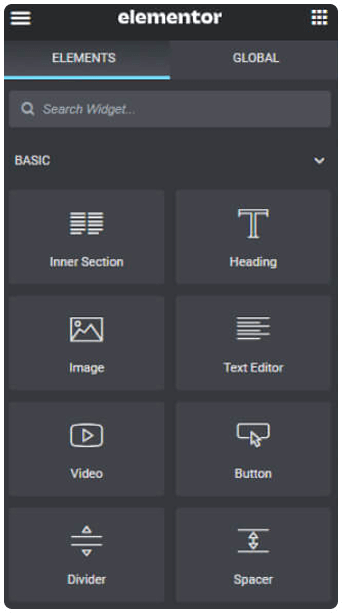 elementor
ELEMENTS GLOBAL
Search Widget...
BASIC
Inner Section Heading
Image Text Editor
Video Button
Divider Spacer